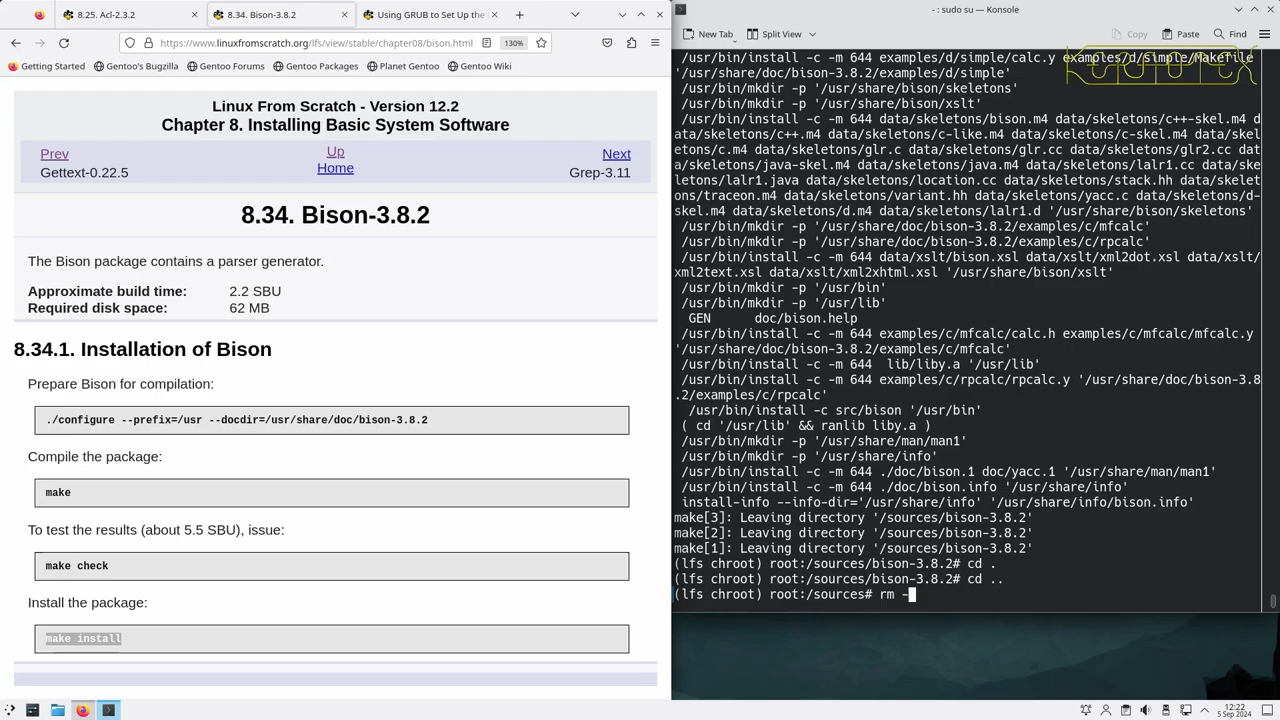 8.25. Acl-2.3.2
8.34. Bison-3.8.2
Using GRUB to Set Up the
https://www.linuxfromscratch.org/lfs/view/stable/chapter08/bison.html
130%
Getting Started
Gentoo's Bugzilla
Gentoo Forums
Gentoo Packages
Planet Gentoo
Gentoo Wiki
Linux From Scratch - Version 12.2
Chapter 8. Installing Basic System Software
Prev
Up
Next
Gettext-0.22.5
Home
Grep-3.11
8.34. Bison-3.8.2
The Bison package contains a parser generator.
Approximate build time: 2.2 SBU
Required disk space: 62 MB
8.34.1. Installation of Bison
Prepare Bison for compilation:
./configure --prefix=/usr --docdir=/usr/share/doc/bison-3.8.2
Compile the package:
make
To test the results (about 5.5 SBU), issue:
make check
Install the package:
make install
- : sudo su — Konsole
New Tab
Split View
Copy
Paste
Find
/usr/bin/install -c -m 644 examples/d/simple/calc.y examples/d/simple/Makefile
'/usr/share/doc/bison-3.8.2/examples/d/simple'
/usr/bin/mkdir -p '/usr/share/bison/skeletons'
/usr/bin/mkdir -p '/usr/share/bison/xslt'
/usr/bin/install -c -m 644 data/skeletons/bison.m4 data/skeletons/c++-skel.m4 d
ata/skeletons/c++.m4 data/skeletons/c-like.m4 data/skeletons/c-skel.m4 data/skel
etons/c.m4 data/skeletons/glr.c data/skeletons/glr.cc data/skeletons/glr2.cc dat
a/skeletons/java-skel.m4 data/skeletons/java.m4 data/skeletons/lalr1.cc data/ske
letons/lalr1.java data/skeletons/location.cc data/skeletons/stack.hh data/skelet
ons/traceon.m4 data/skeletons/variant.hh data/skeletons/yacc.c data/skeletons/d-
skel.m4 data/skeletons/d.m4 data/skeletons/lalr1.d '/usr/share/bison/skeletons'
/usr/bin/mkdir -p '/usr/share/doc/bison-3.8.2/examples/c/mfcalc'
/usr/bin/mkdir -p '/usr/share/doc/bison-3.8.2/examples/c/rpcalc'
/usr/bin/install -c -m 644 data/xslt/bison.xsl data/xslt/xml2dot.xsl data/xslt/
xml2text.xsl data/xslt/xml2xhtml.xsl '/usr/share/bison/xslt'
/usr/bin/mkdir -p '/usr/bin'
/usr/bin/mkdir -p '/usr/lib'
GEN doc/bison.help
/usr/bin/install -c -m 644 examples/c/mfcalc/calc.h examples/c/mfcalc/mfcalc.y
'/usr/share/doc/bison-3.8.2/examples/c/mfcalc'
/usr/bin/install -c -m 644 lib/liby.a '/usr/lib'
/usr/bin/install -c -m 644 examples/c/rpcalc/rpcalc.y '/usr/share/doc/bison-3.8
.2/examples/c/rpcalc'
/usr/bin/install -c src/bison '/usr/bin'
( cd '/usr/lib' && ranlib liby.a )
/usr/bin/mkdir -p '/usr/share/man/man1'
/usr/bin/mkdir -p '/usr/share/info'
/usr/bin/install -c -m 644 ./doc/bison.1 doc/yacc.1 '/usr/share/man/man1'
/usr/bin/install -c -m 644 ./doc/bison.info '/usr/share/info'
install-info --info-dir='/usr/share/info' '/usr/share/info/bison.info'
make[3]: Leaving directory '/sources/bison-3.8.2'
make[2]: Leaving directory '/sources/bison-3.8.2'
make[1]: Leaving directory '/sources/bison-3.8.2'
(lfs chroot) root:/sources/bison-3.8.2# cd .
(lfs chroot) root:/sources/bison-3.8.2# cd ..
(lfs chroot) root:/sources# rm -
12:22
5 Sep 2024